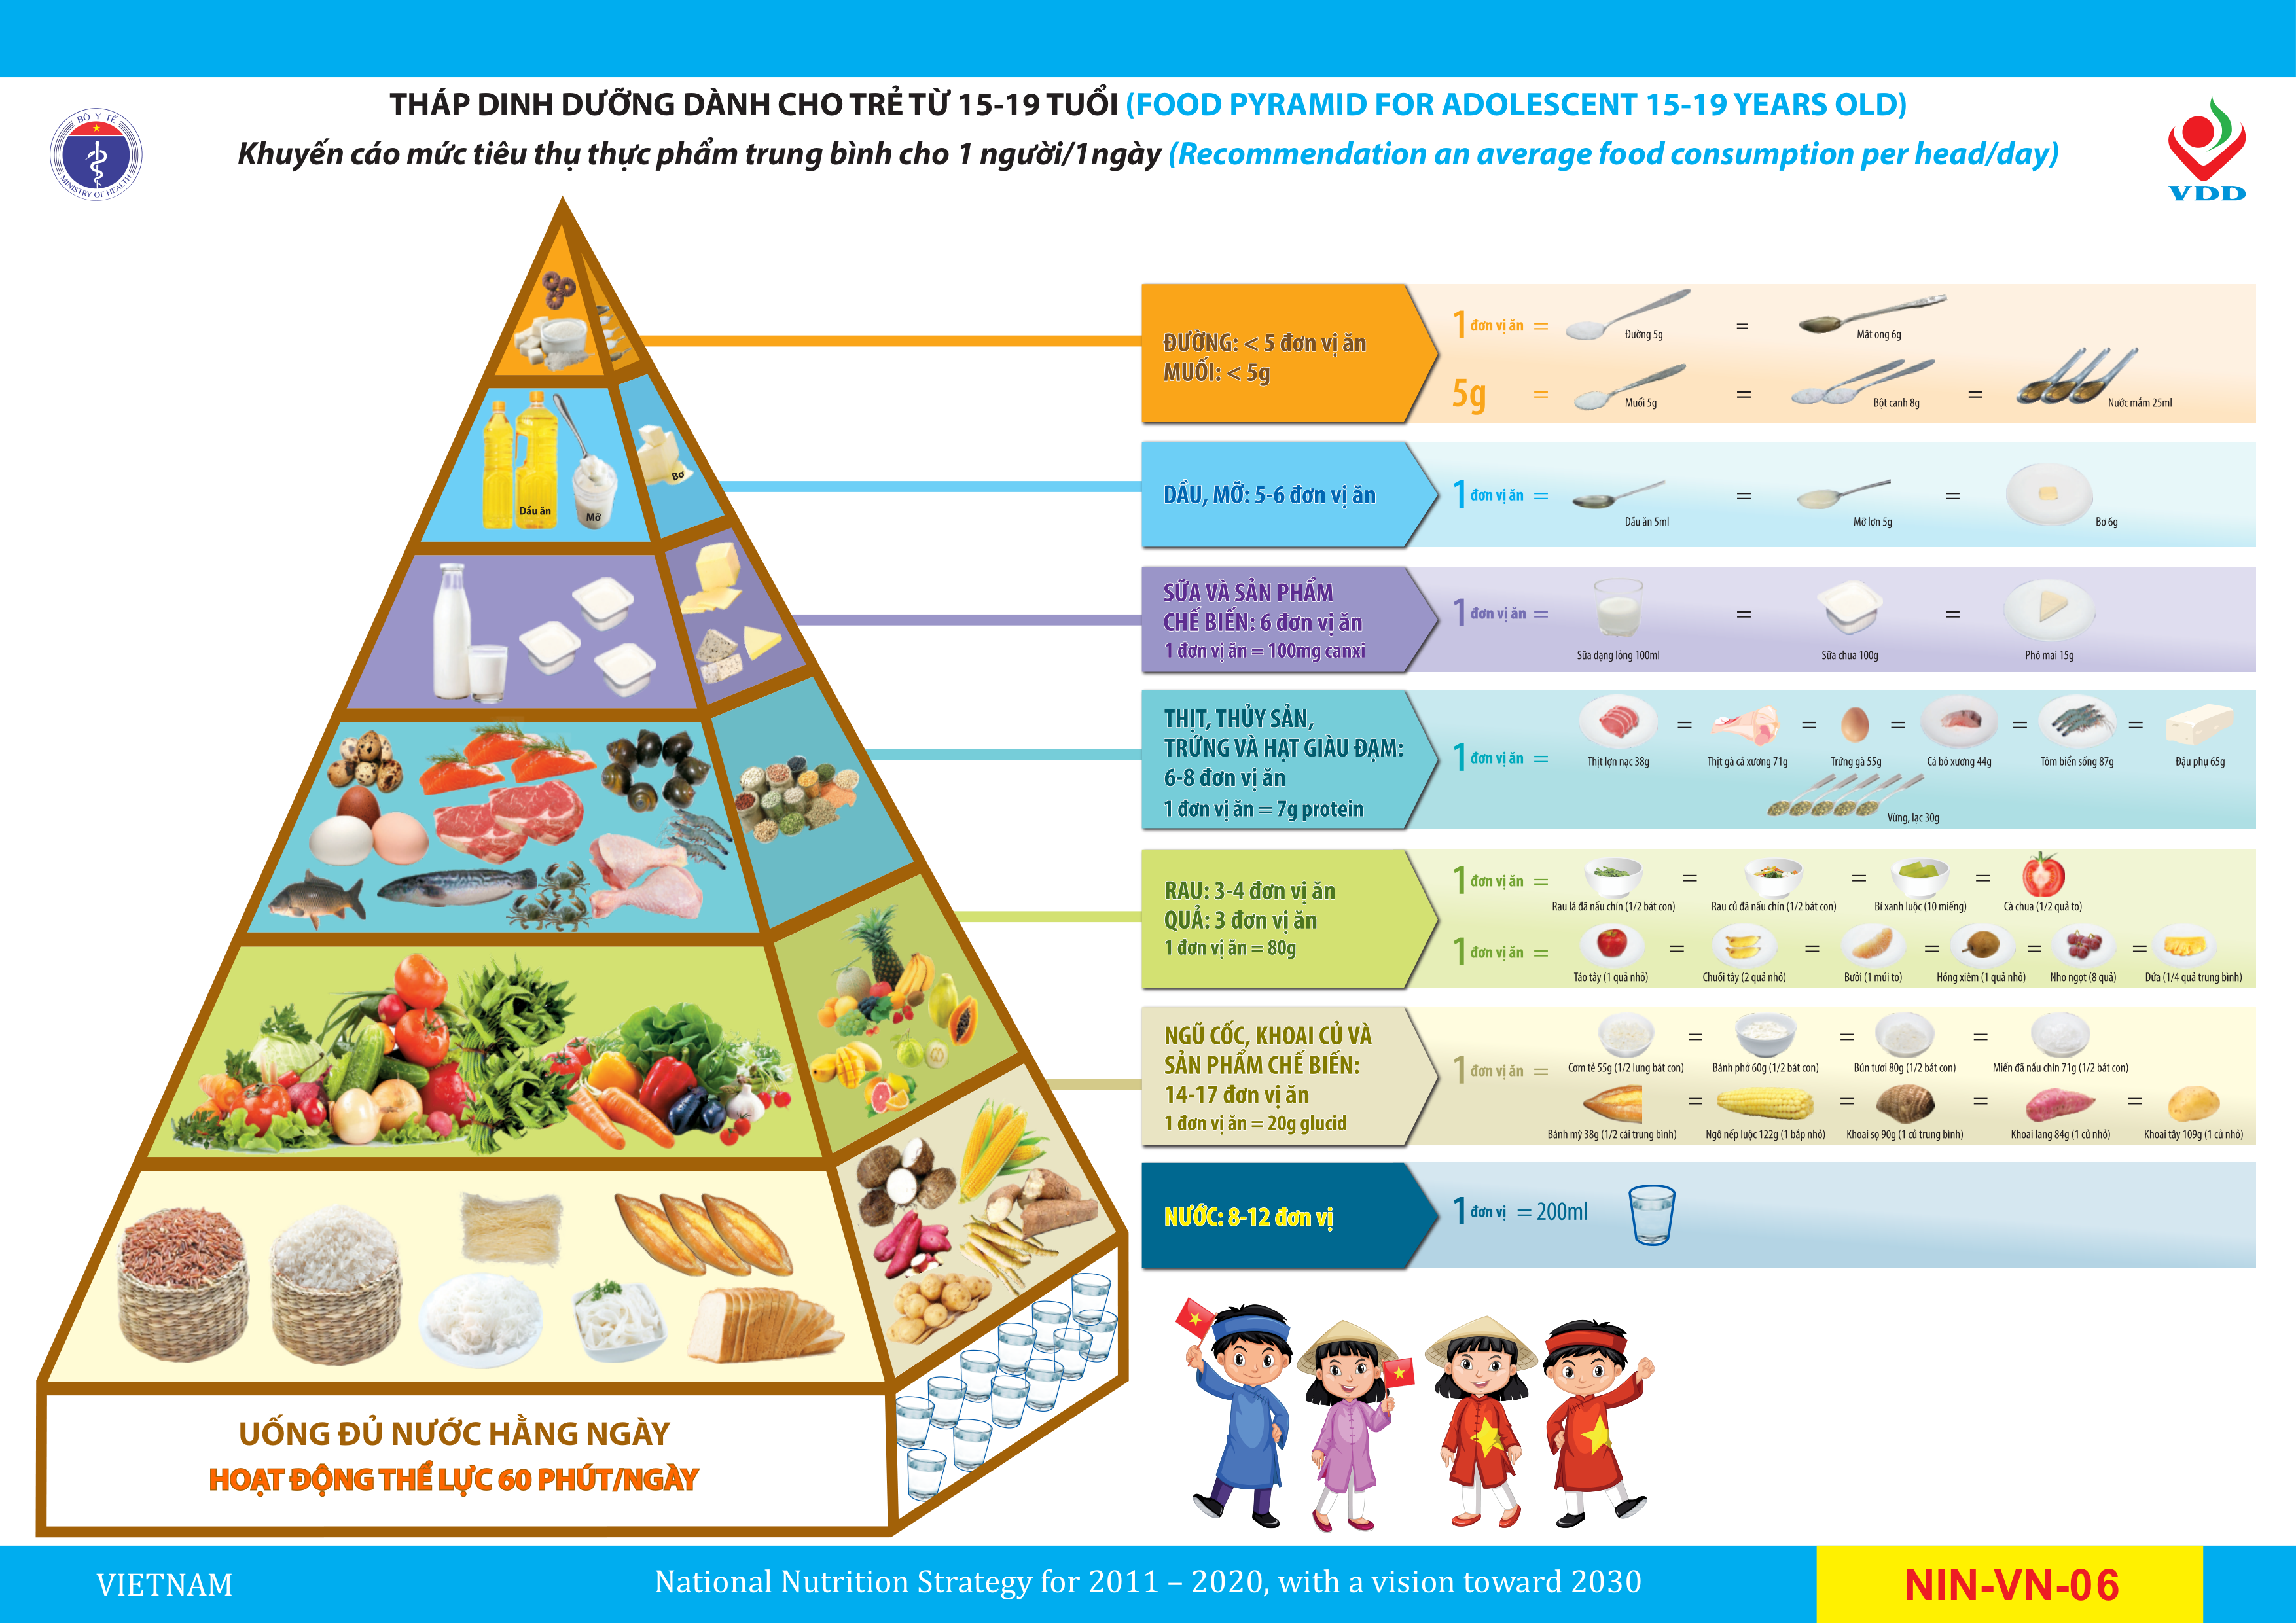 THÁP DINH DƯỠNG DÀNH CHO TRẺ TỪ 15-19 TUỔI (FOOD PYRAMID FOR ADOLESCENT 15-19 YEARS OLD)
Khuyến cáo mức tiêu thụ thực phẩm trung bình cho 1 người/1ngày (Recommendation an average food consumption per head/day)
BỘ Y TẾ
MINISTRY OF HEALTH
VDD
ĐƯỜNG: < 5 đơn vị ăn
MUỐI: < 5g
1 đơn vị ăn = Đường 5g = Mật ong 6g
5g = Muối 5g = Bột canh 8g = Nước mắm 25ml
Dầu ăn
Mỡ
Bơ
DẦU, MỠ: 5-6 đơn vị ăn
1 đơn vị ăn = Dầu ăn 5ml = Mỡ lợn 5g = Bơ 6g
SỮA VÀ SẢN PHẨM
CHẾ BIẾN: 6 đơn vị ăn
1 đơn vị ăn = 100mg canxi
1 đơn vị ăn = Sữa dạng lỏng 100ml = Sữa chua 100g = Phô mai 15g
THỊT, THỦY SẢN,
TRỨNG VÀ HẠT GIÀU ĐẠM:
6-8 đơn vị ăn
1 đơn vị ăn = 7g protein
1 đơn vị ăn = Thịt lợn nạc 38g = Thịt gà cả xương 71g = Trứng gà 55g = Cá bỏ xương 44g = Tôm biển sống 87g = Đậu phụ 65g
Vừng, lạc 30g
RAU: 3-4 đơn vị ăn
QUẢ: 3 đơn vị ăn
1 đơn vị ăn = 80g
1 đơn vị ăn = Rau lá đã nấu chín (1/2 bát con) = Rau củ đã nấu chín (1/2 bát con) = Bí xanh luộc (10 miếng) = Cà chua (1/2 quả to)
1 đơn vị ăn = Táo tây (1 quả nhỏ) = Chuối tây (2 quả nhỏ) = Bưởi (1 múi to) = Hồng xiêm (1 quả nhỏ) = Nho ngọt (8 quả) = Dứa (1/4 quả trung bình)
NGŨ CỐC, KHOAI CỦ VÀ
SẢN PHẨM CHẾ BIẾN:
14-17 đơn vị ăn
1 đơn vị ăn = 20g glucid
1 đơn vị ăn = Cơm tẻ 55g (1/2 lưng bát con) = Bánh phở 60g (1/2 bát con) = Bún tươi 80g (1/2 bát con) = Miến đã nấu chín 71g (1/2 bát con)
Bánh mỳ 38g (1/2 cái trung bình) = Ngô nếp luộc 122g (1 bắp nhỏ) = Khoai sọ 90g (1 củ trung bình) = Khoai lang 84g (1 củ nhỏ) = Khoai tây 109g (1 củ nhỏ)
NƯỚC: 8-12 đơn vị
1 đơn vị = 200ml
UỐNG ĐỦ NƯỚC HẰNG NGÀY
HOẠT ĐỘNG THỂ LỰC 60 PHÚT/NGÀY
VIETNAM
National Nutrition Strategy for 2011 – 2020, with a vision toward 2030
NIN-VN-06